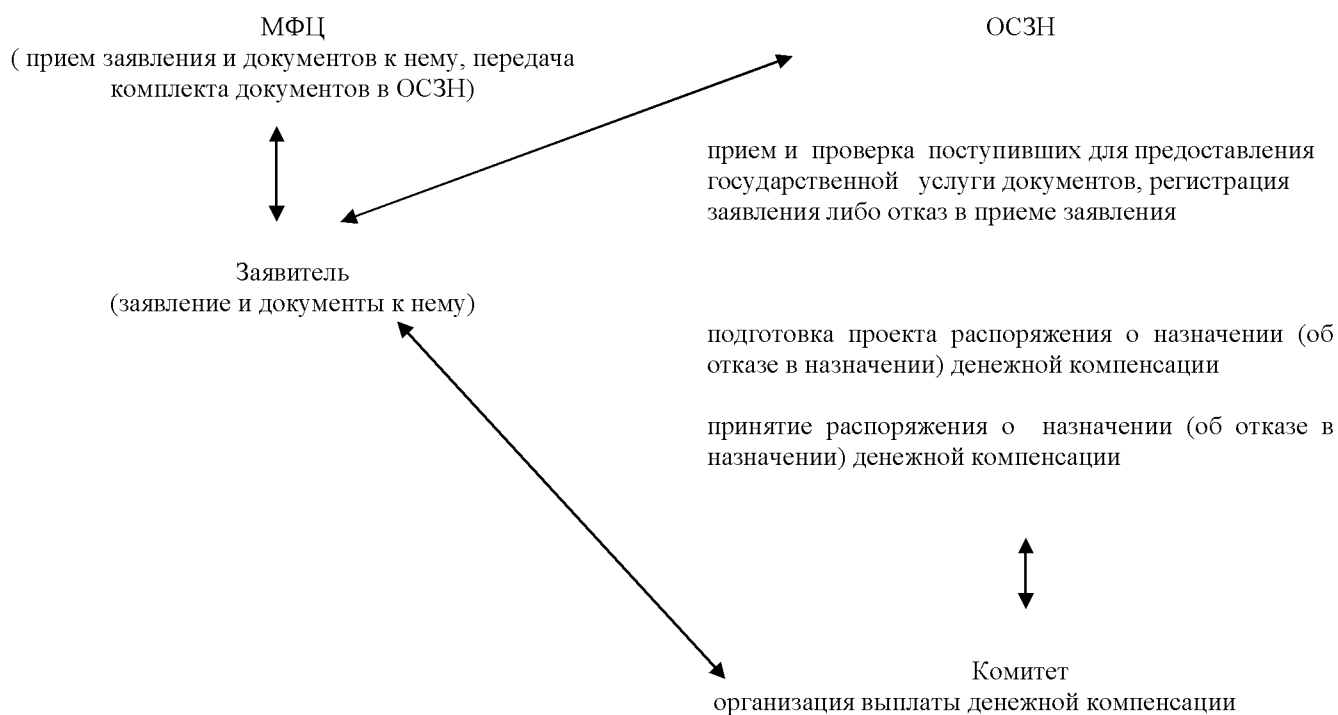 МФЦ
( прием заявления и документов к нему, передача
комплекта документов в ОСЗН)
Заявитель
(заявление и документы к нему)
ОСЗН
прием и проверка поступивших для предоставления
государственной услуги документов, регистрация
заявления либо отказ в приеме заявления
подготовка проекта распоряжения о назначении (об
отказе в назначении) денежной компенсации
принятие распоряжения о назначении (об отказе в
назначении) денежной компенсации
Комитет
организация выплаты денежной компенсации